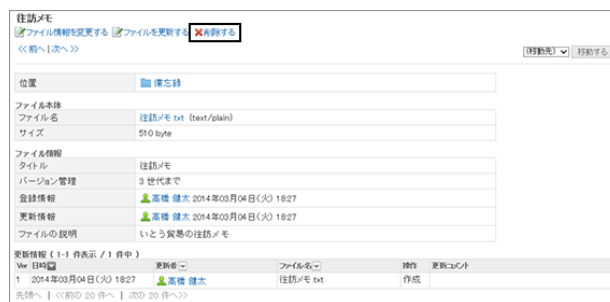 往訪メモ
ファイル情報を変更する ファイルを更新する 削除する
<<前へ | 次へ>>
(移動先) 移動する
位置 備忘録
ファイル本体
ファイル名 往訪メモ.txt (text/plain)
サイズ 510 byte
ファイル情報
タイトル 往訪メモ
バージョン管理 3 世代まで
登録情報 高橋 健太 2014年03月04日(火) 18:27
更新情報 高橋 健太 2014年03月04日(火) 18:27
ファイルの説明 いとう貿易の往訪メモ
更新情報 ( 1-1 件表示 / 1 件中 )
Ver 日時 更新者 ファイル名 操作 更新コメント
1 2014年03月04日(火) 18:27 高橋 健太 往訪メモ.txt 作成
先頭へ | <<前の 20 件へ | 次の 20 件へ>>